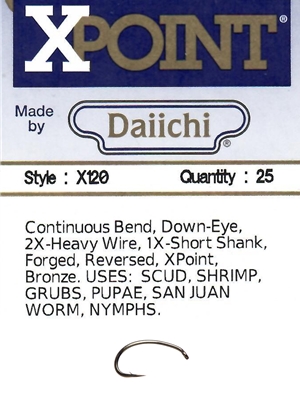 XPOINT®
Made by Daiichi®
Style : X120 Quantity : 25
Continuous Bend, Down-Eye,
2X-Heavy Wire, 1X-Short Shank,
Forged, Reversed, XPoint,
Bronze. USES: SCUD, SHRIMP,
GRUBS, PUPAE, SAN JUAN
WORM, NYMPHS.